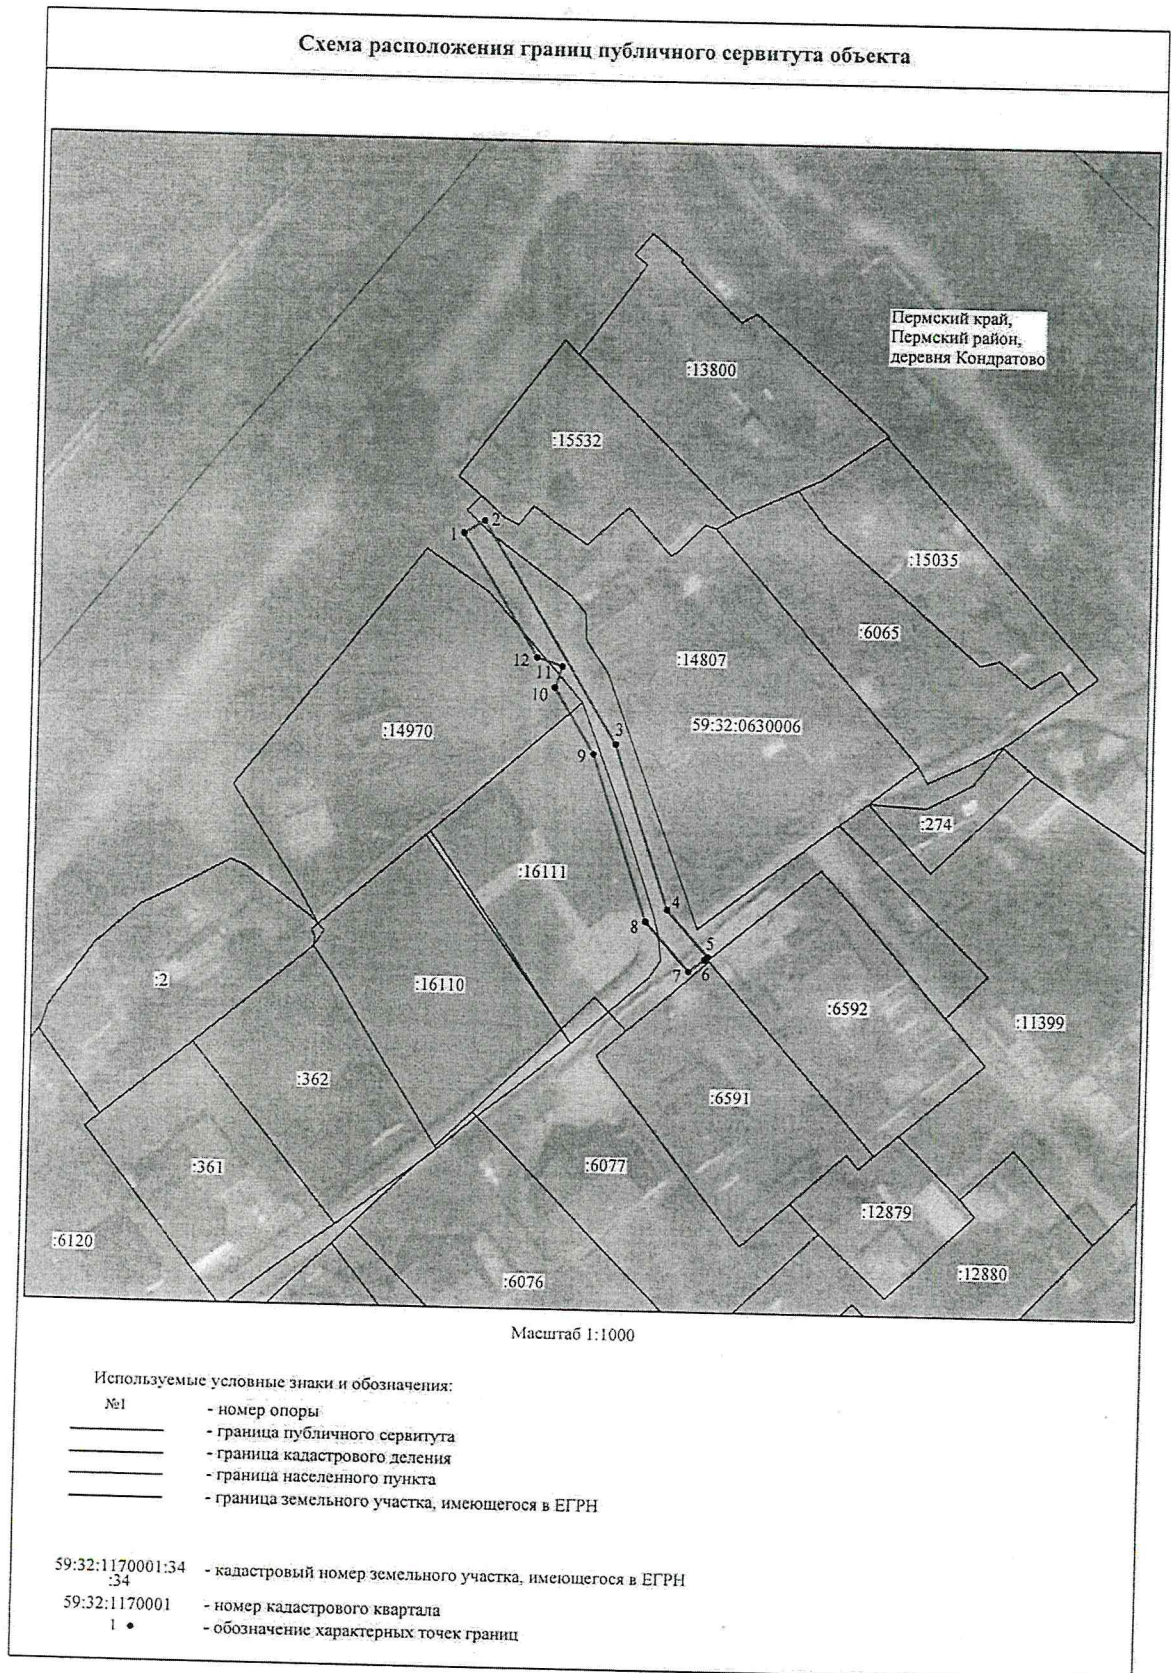 Схема расположения границ публичного сервитута объекта
Пермский край,
Пермский район,
деревня Кондратово
:13800
:15532
2
1
:15035
:6065
:14807
12
11
10
59:32:0630006
:14970
3
9
:274
:16111
4
8
5
7
6
:2
:16110
:6592
:11399
:362
:6591
:361
:6077
:12879
:6120
:6076
:12880
Масштаб 1:1000
Используемые условные знаки и обозначения:
№1 - номер опоры
- граница публичного сервитута
- граница кадастрового деления
- граница населенного пункта
- граница земельного участка, имеющегося в ЕГРН
59:32:1170001:34
:34 - кадастровый номер земельного участка, имеющегося в ЕГРН
59:32:1170001 - номер кадастрового квартала
1 ● - обозначение характерных точек границ